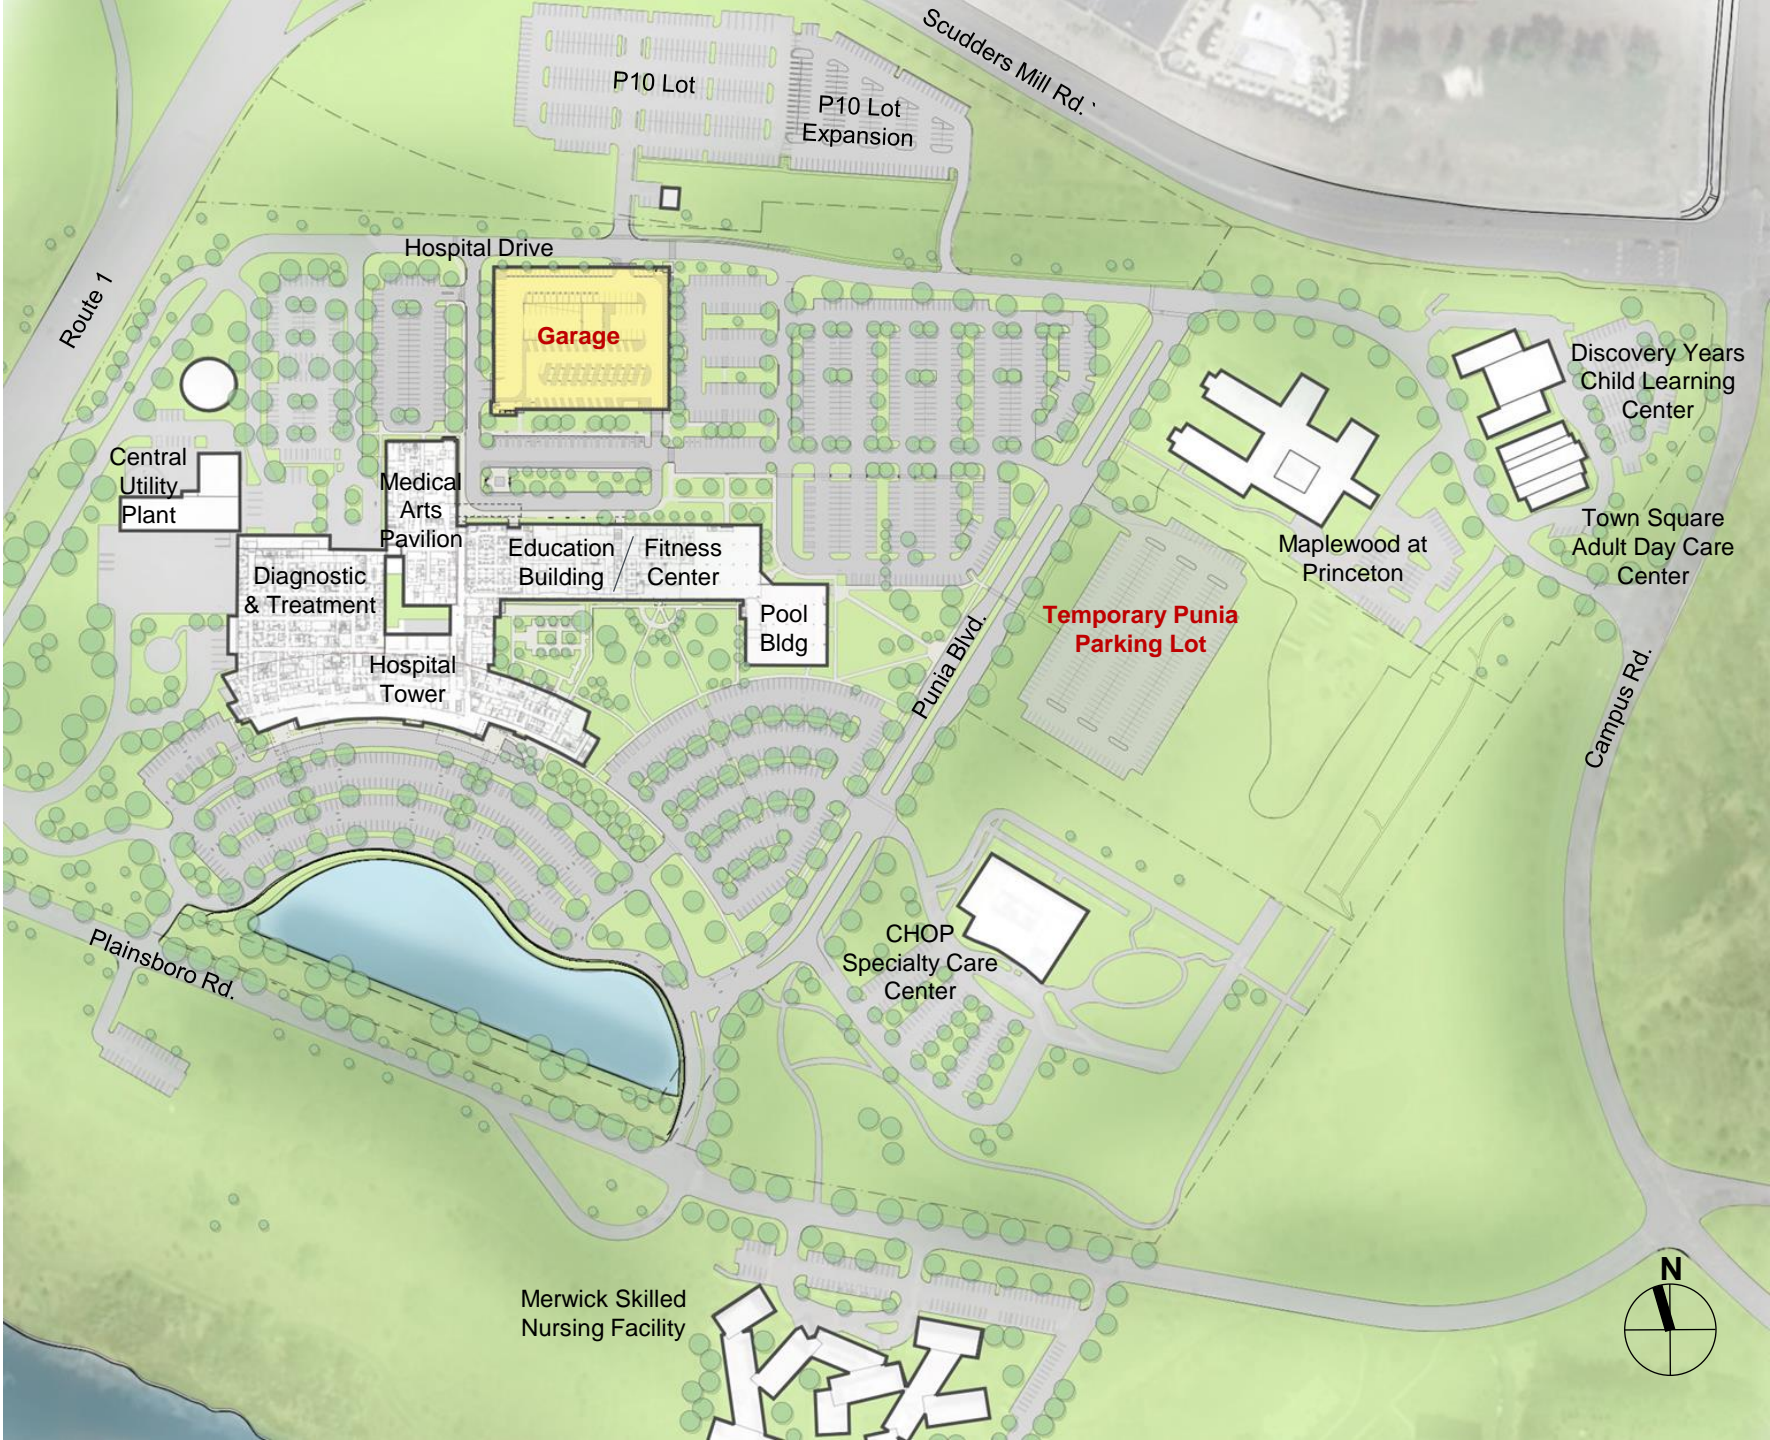 Scudders Mill Rd.`
P10 Lot
P10 Lot
Expansion
Hospital Drive
Route 1
Garage
Discovery Years
Child Learning
Center
Central
Utility
Plant
Medical
Arts
Pavilion
Town Square
Adult Day Care
Center
Maplewood at
Princeton
Education
Building
Fitness
Center
Diagnostic
& Treatment
Pool
Bldg
Temporary Punia
Parking Lot
Punia Blvd.
Hospital
Tower
Campus Rd.
CHOP
Specialty Care
Center
Plainsboro Rd.
Merwick Skilled
Nursing Facility
N